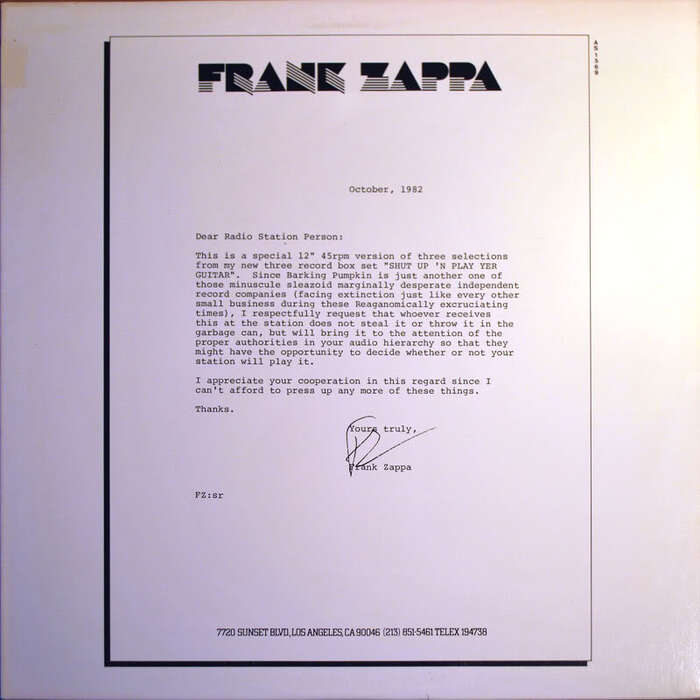 FRANK ZAPPA
AS 1569
October, 1982
Dear Radio Station Person:
This is a special 12" 45rpm version of three selections
from my new three record box set "SHUT UP 'N PLAY YER
GUITAR".  Since Barking Pumpkin is just another one of
those minuscule sleazoid marginally desperate independent
record companies (facing extinction just like every other
small business during these Reaganomically excruciating
times), I respectfully request that whoever receives
this at the station does not steal it or throw it in the
garbage can, but will bring it to the attention of the
proper authorities in your audio hierarchy so that they
might have the opportunity to decide whether or not your
station will play it.
I appreciate your cooperation in this regard since I
can't afford to press up any more of these things.
Thanks.
Yours truly,
FZ
Frank Zappa
FZ:sr
7720 SUNSET BLVD, LOS ANGELES, CA 90046 (213) 851-5461 TELEX 194738